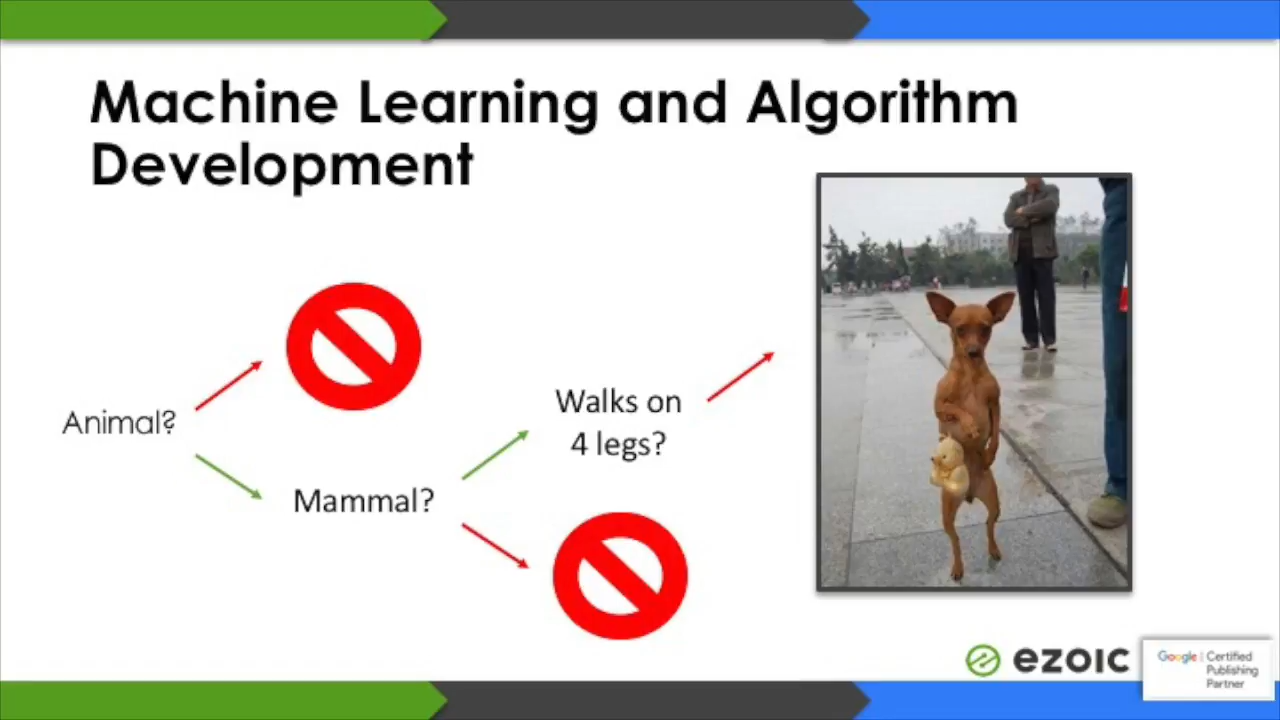 Machine Learning and Algorithm
Development
Animal?
Mammal?
Walks on
4 legs?
ezoic
Google | Certified
Publishing
Partner